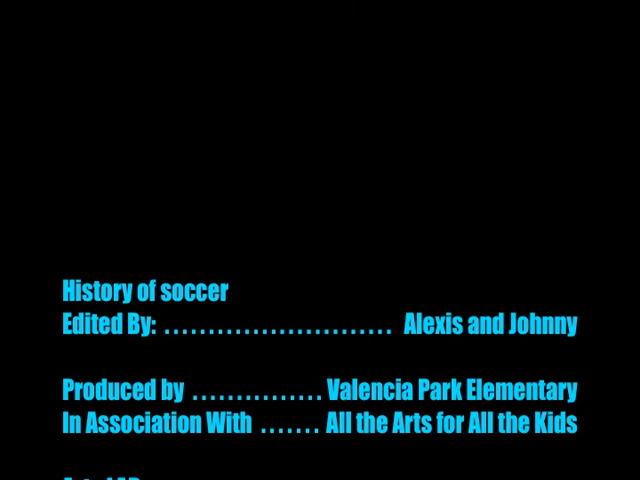 History of soccer
Edited By: .......................... Alexis and Johnny
Produced by ............... Valencia Park Elementary
In Association With ....... All the Arts for All the Kids